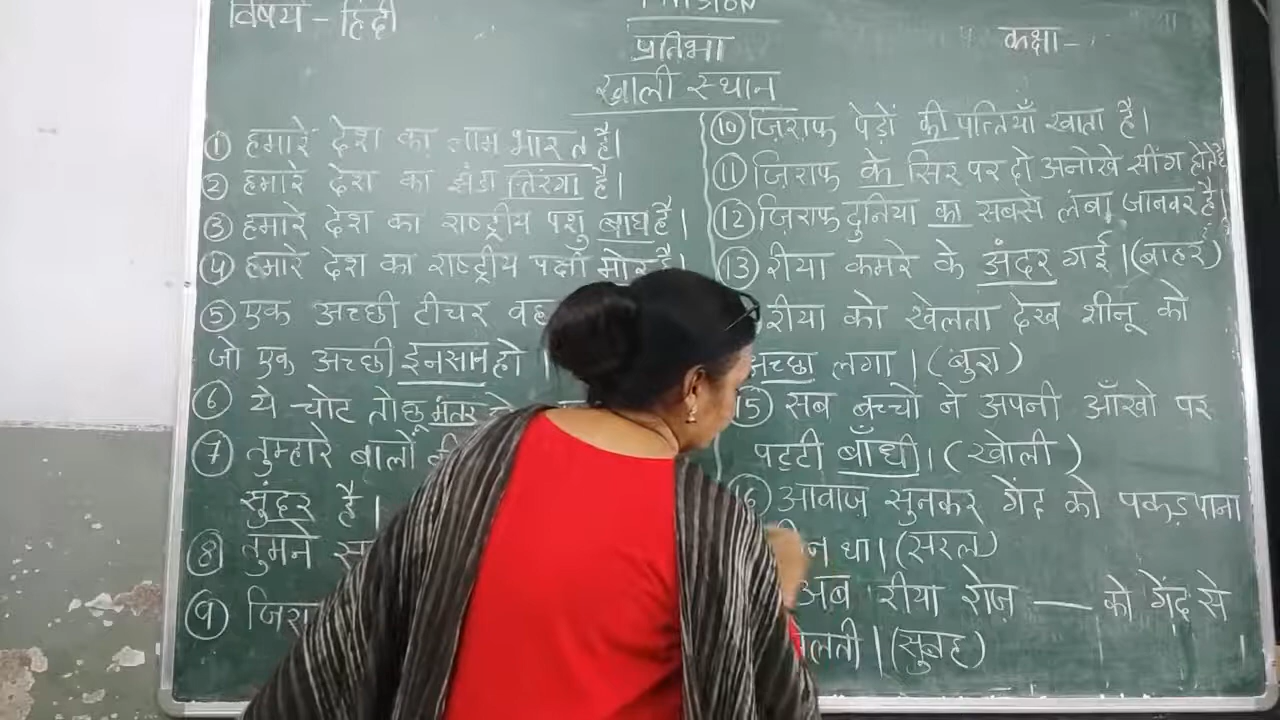 विषय - हिंदी
प्रतिभा
कक्षा-
खाली स्थान
① हमारे देश का नाम भारत है।
② हमारे देश का झंडा तिरंगा है।
③ हमारे देश का राष्ट्रीय पशु बाघ है।
④ हमारे देश का राष्ट्रीय पक्षी मोर है।
⑤ एक अच्छी टीचर वह
जो एक अच्छी ईनसान हो ।
⑥ ये चोट तो छू मंतर
⑦ तुम्हारे बालों
सुंदर है।
⑧ तुमने
⑨
⑩ ज़िराफ़ पेड़ों की पत्तियाँ खाता है।
⑪ ज़िराफ़ के सिर पर दो अनोखे सींग होते है
⑫ ज़िराफ़ दुनिया का सबसे लंबा जानवर है।
⑬ रीया कमरे के अंदर गई । (बाहर)
रीया को खेलता देख शीनू को
अच्छा लगा । (बुरा)
⑮ सब बच्चो ने अपनी आँखो पर
पट्टी बाँधी । (खोली)
⑯ आवाज़ सुनकर गेंद को पकड़ पाना
था। (सरल)
अब रीया रोज़ — को गेंद से
। (सुबह)